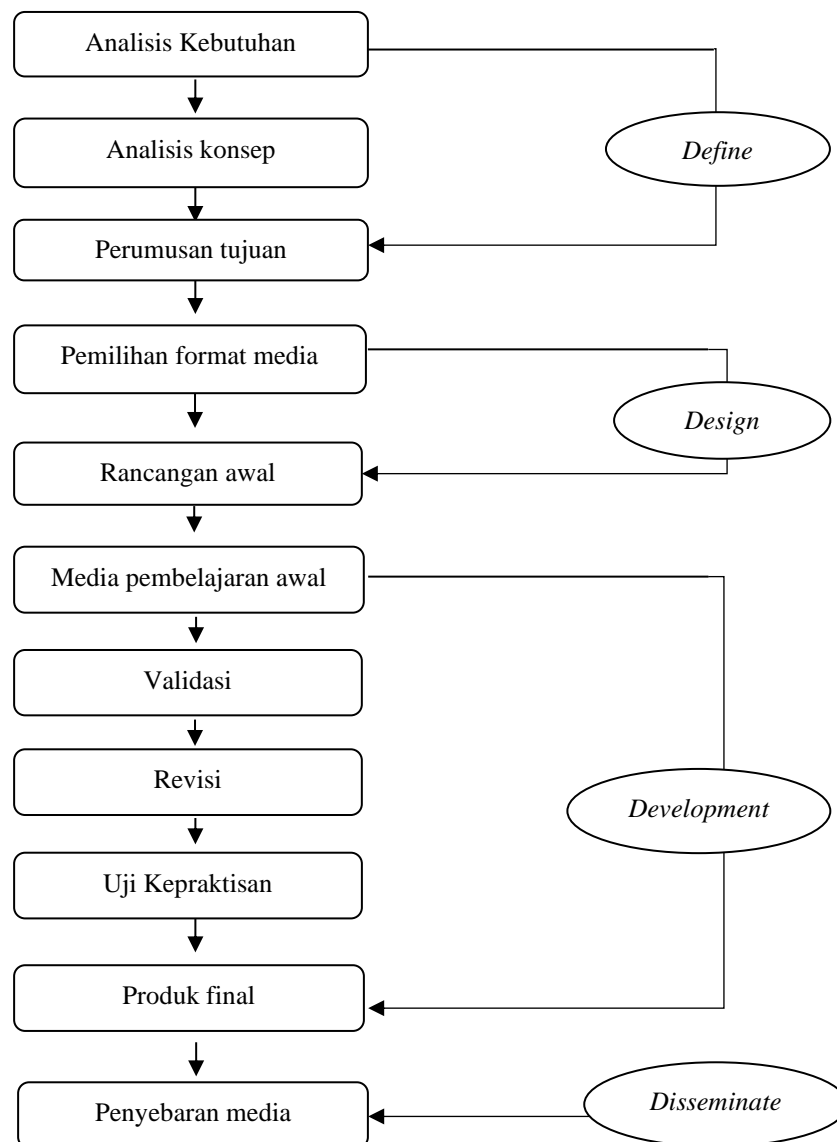 Analisis Kebutuhan
Analisis konsep
Define
Perumusan tujuan
Pemilihan format media
Design
Rancangan awal
Media pembelajaran awal
Validasi
Revisi
Development
Uji Kepraktisan
Produk final
Penyebaran media
Disseminate